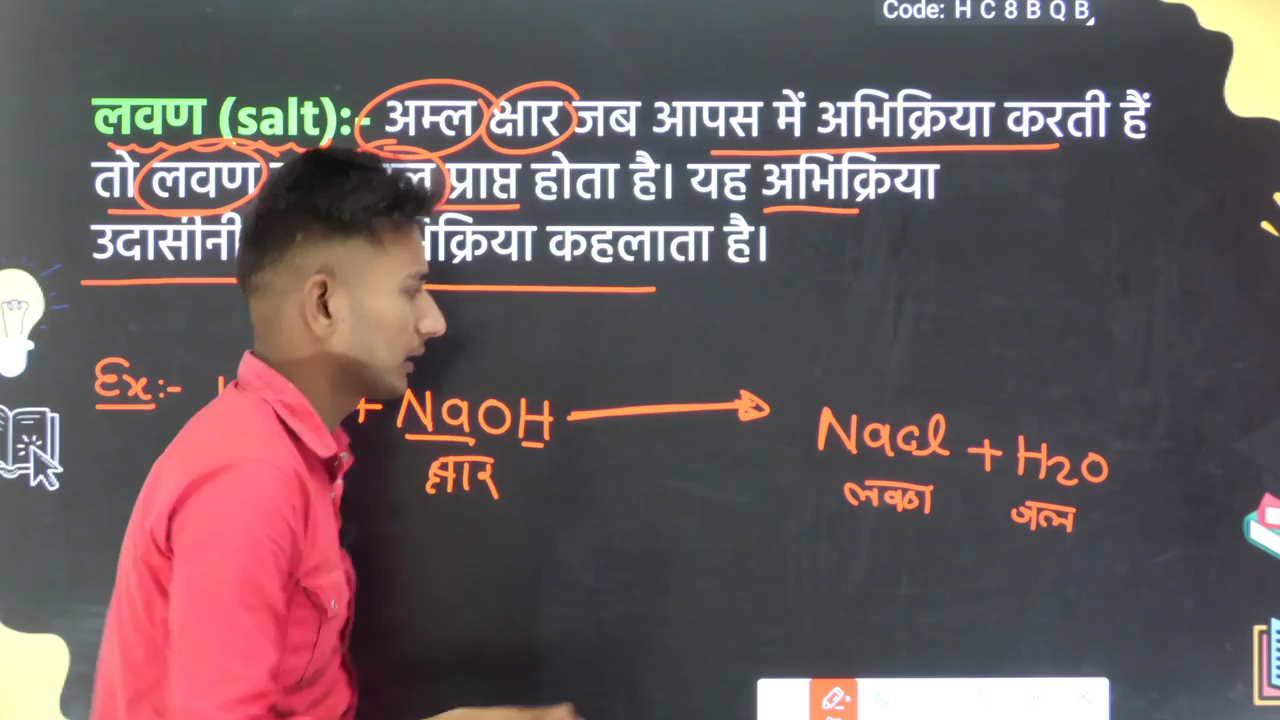 Code: H C 8 B Q B
लवण (salt):- अम्ल क्षार जब आपस में अभिक्रिया करती हैं
तो लवण प्राप्त होता है। यह अभिक्रिया
उदासीनी क्रिया कहलाता है।
Ex:- + NaOH → NaCl + H2O
क्षार लवण जल